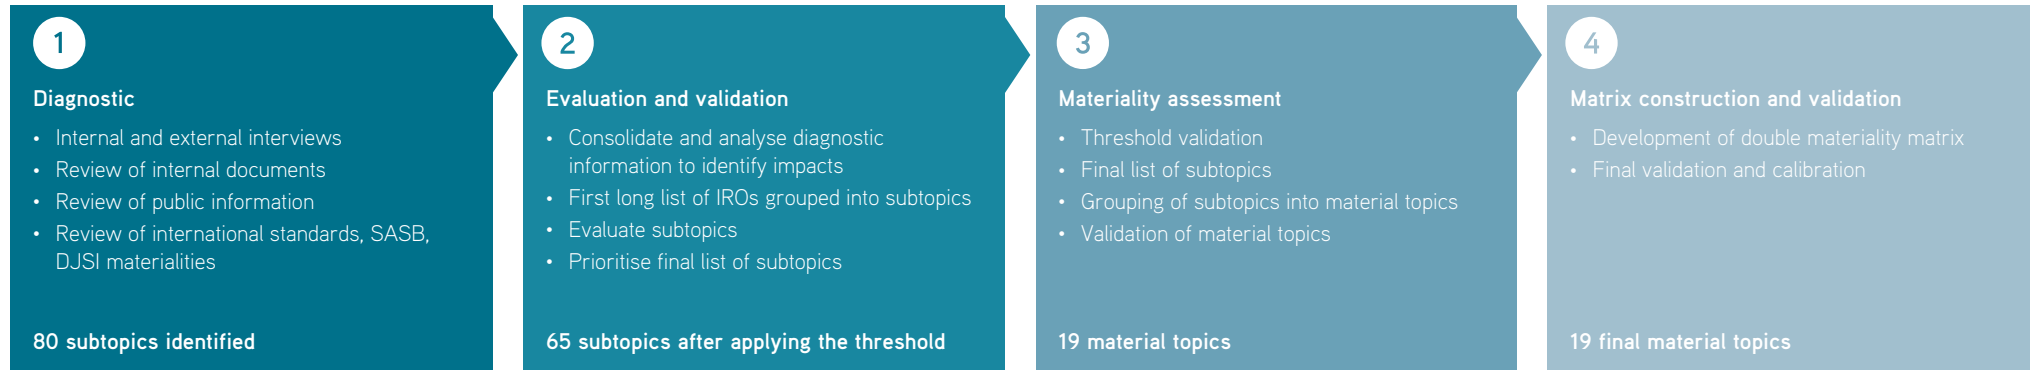 1
Diagnostic
• Internal and external interviews
• Review of internal documents
• Review of public information
• Review of international standards, SASB,
DJSI materialities
80 subtopics identified
2
Evaluation and validation
• Consolidate and analyse diagnostic
information to identify impacts
• First long list of IROs grouped into subtopics
• Evaluate subtopics
• Prioritise final list of subtopics
65 subtopics after applying the threshold
3
Materiality assessment
• Threshold validation
• Final list of subtopics
• Grouping of subtopics into material topics
• Validation of material topics
19 material topics
4
Matrix construction and validation
• Development of double materiality matrix
• Final validation and calibration
19 final material topics